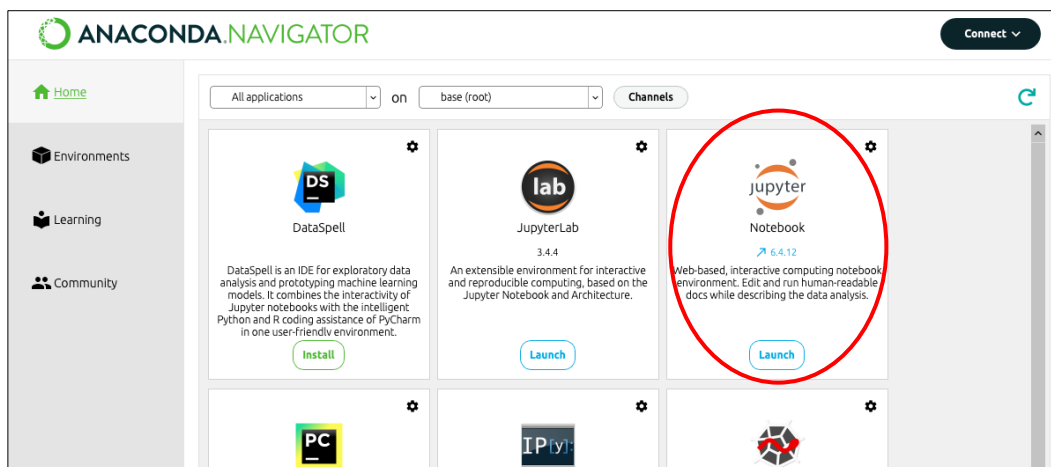 ANACONDA.NAVIGATOR
Connect
Home
All applications
on
base (root)
Channels
Environments
Learning
Community
DS
DataSpell
DataSpell is an IDE for exploratory data
analysis and prototyping machine learning
models. It combines the interactivity of
Jupyter notebooks with the intelligent
Python and R coding assistance of PyCharm
in one user-friendly environment.
Install
lab
JupyterLab
3.4.4
An extensible environment for interactive
and reproducible computing, based on the
Jupyter Notebook and Architecture.
Launch
jupyter
Notebook
6.4.12
Web-based, interactive computing notebook
environment. Edit and run human-readable
docs while describing the data analysis.
Launch
PC
IP[y]: